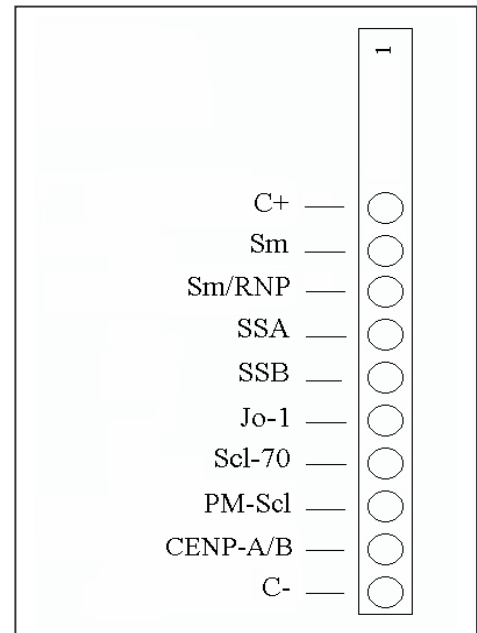 1
C+
Sm
Sm/RNP
SSA
SSB
Jo-1
Scl-70
PM-Scl
CENP-A/B
C-